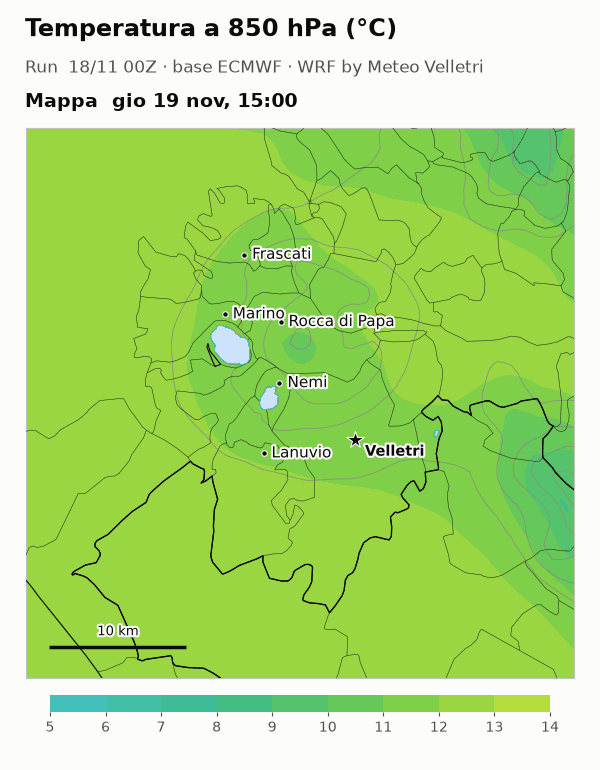 Temperatura a 850 hPa (°C)
Run  18/11 00Z · base ECMWF · WRF by Meteo Velletri
Mappa  gio 19 nov, 15:00
Frascati
Marino
Rocca di Papa
Nemi
Velletri
Lanuvio
10 km
5 6 7 8 9 10 11 12 13 14